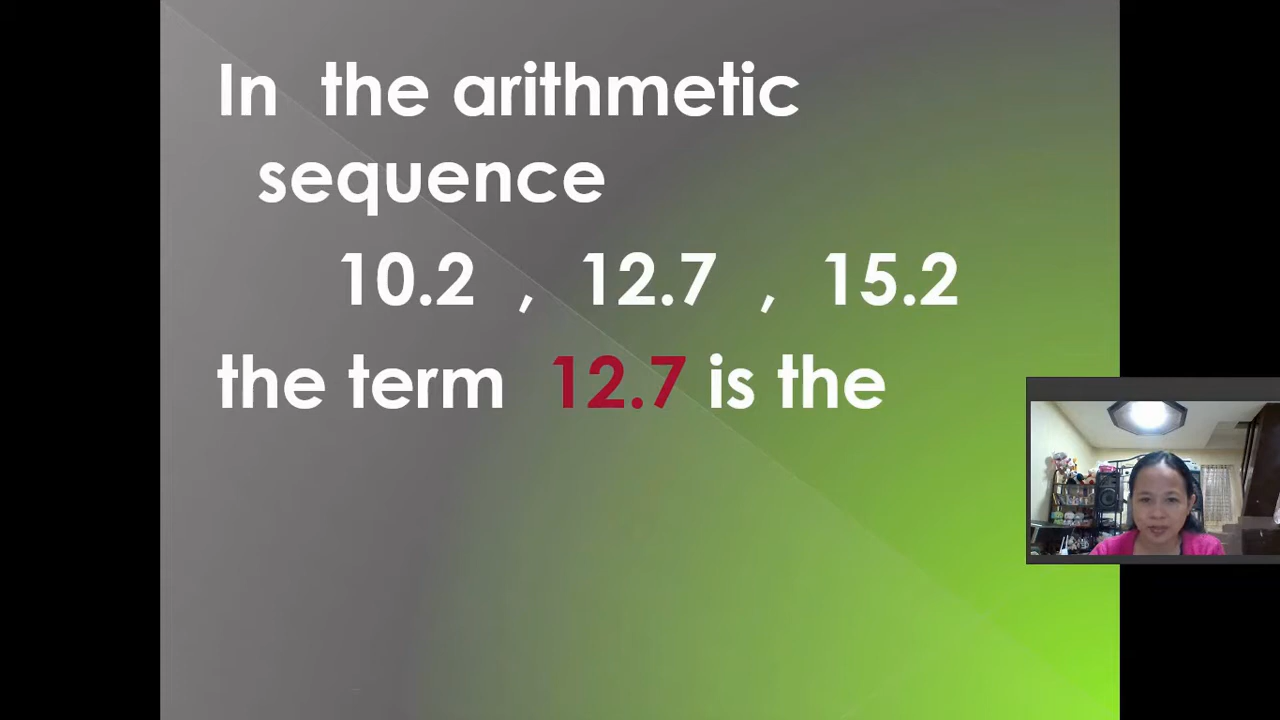 In the arithmetic
sequence
10.2 , 12.7 , 15.2
the term 12.7 is the